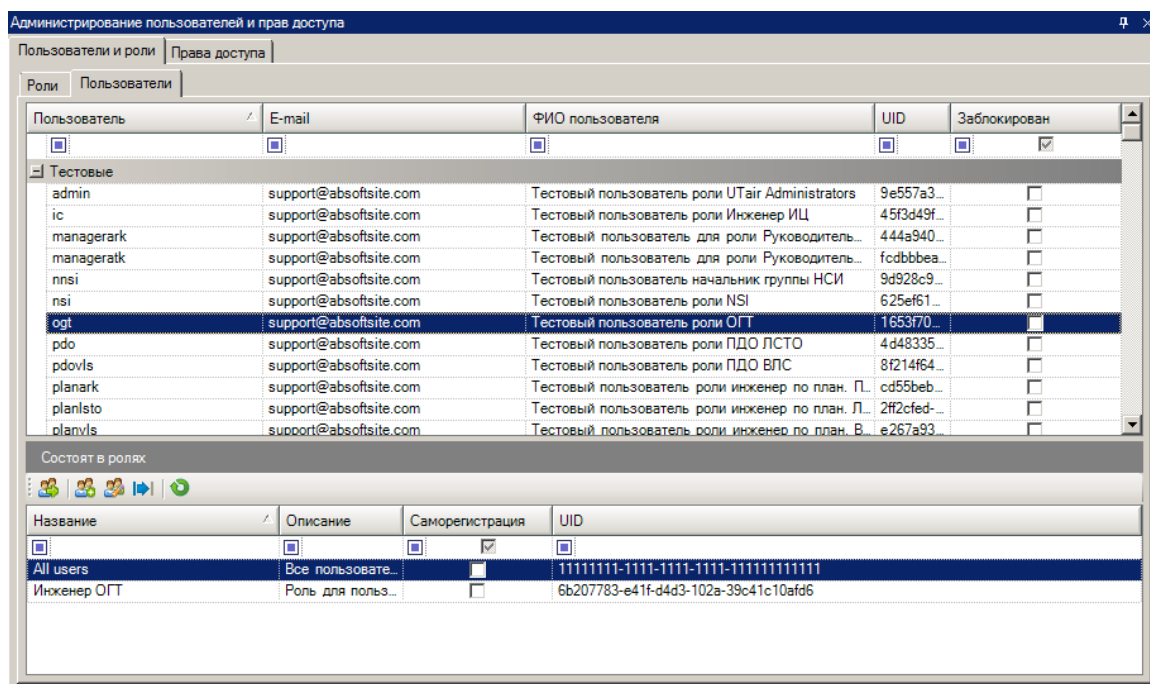 Администрирование пользователей и прав доступа
Пользователи и роли Права доступа
Роли Пользователи
Пользователь E-mail ФИО пользователя UID Заблокирован
Тестовые
admin support@absoftsite.com Тестовый пользователь роли UTair Administrators 9e557a3...
ic support@absoftsite.com Тестовый пользователь роли Инженер ИЦ 45f3d49f...
managerark support@absoftsite.com Тестовый пользователь для роли Руководитель... 444a940...
manageratk support@absoftsite.com Тестовый пользователь для роли Руководитель... fcdbbbea...
nnsi support@absoftsite.com Тестовый пользователь начальник группы НСИ 9d928c9...
nsi support@absoftsite.com Тестовый пользователь роли NSI 625ef61...
ogt support@absoftsite.com Тестовый пользователь роли ОГТ 1653f70...
pdo support@absoftsite.com Тестовый пользователь роли ПДО ЛСТО 4d48335...
pdovls support@absoftsite.com Тестовый пользователь роли ПДО ВЛС 8f214f64...
planark support@absoftsite.com Тестовый пользователь роли инженер по план. П... cd55beb...
planlsto support@absoftsite.com Тестовый пользователь роли инженер по план. Л... 2ff2cfed-...
planvls support@absoftsite.com Тестовый пользователь роли инженер по план. В... e267a93...
Состоят в ролях
Название Описание Саморегистрация UID
All users Все пользовате... 11111111-1111-1111-1111-111111111111
Инженер ОГТ Роль для польз... 6b207783-e41f-d4d3-102a-39c41c10afd6